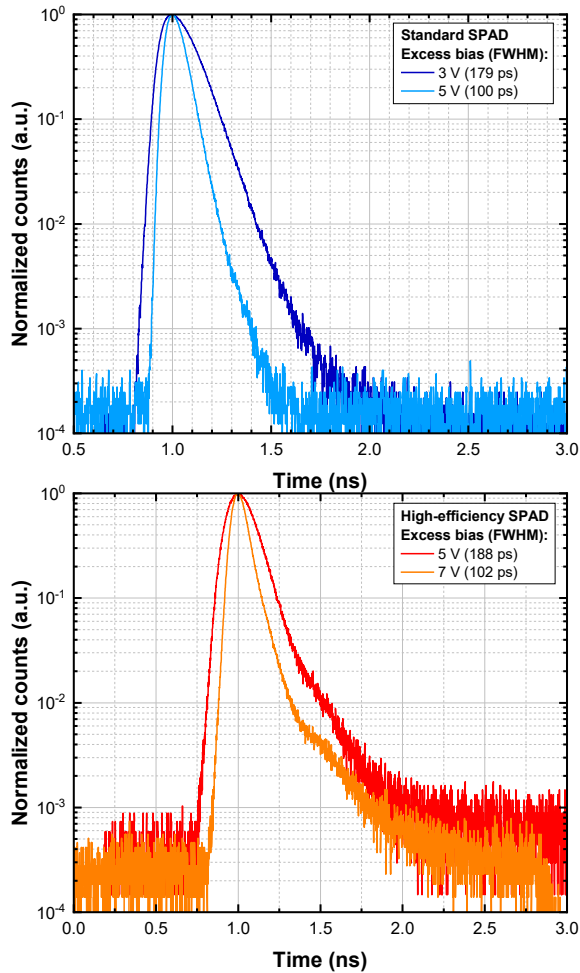 Standard SPAD
Excess bias (FWHM):
3 V (179 ps)
5 V (100 ps)
Normalized counts (a.u.)
10^0
10^-1
10^-2
10^-3
10^-4
0.5 1.0 1.5 2.0 2.5 3.0
Time (ns)
High-efficiency SPAD
Excess bias (FWHM):
5 V (188 ps)
7 V (102 ps)
Normalized counts (a.u.)
10^0
10^-1
10^-2
10^-3
10^-4
0.0 0.5 1.0 1.5 2.0 2.5 3.0
Time (ns)